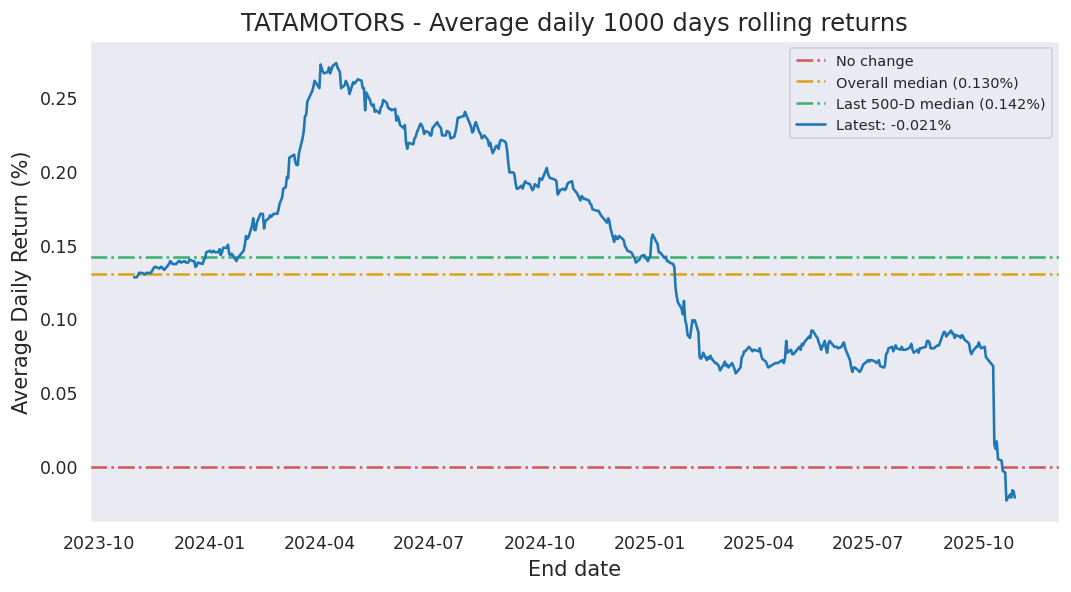 TATAMOTORS - Average daily 1000 days rolling returns
No change
Overall median (0.130%)
Last 500-D median (0.142%)
Latest: -0.021%
Average Daily Return (%)
0.25
0.20
0.15
0.10
0.05
0.00
2023-10 2024-01 2024-04 2024-07 2024-10 2025-01 2025-04 2025-07 2025-10
End date